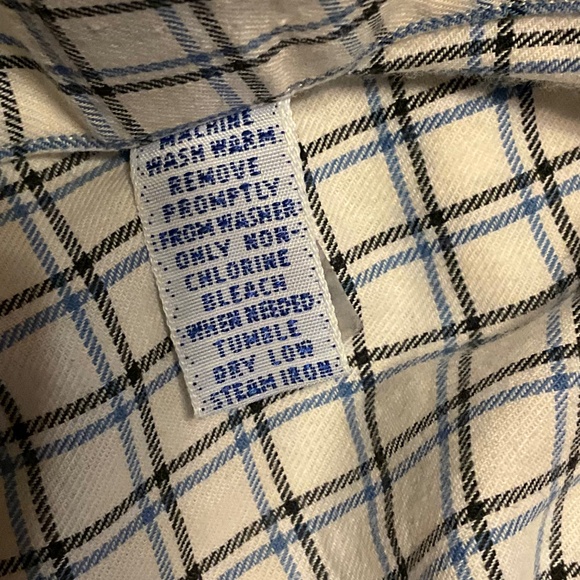 MACHINE
WASH WARM
REMOVE
PROMPTLY
FROM WASHER
ONLY NON-
CHLORINE
BLEACH
WHEN NEEDED
TUMBLE
DRY LOW
STEAM IRON